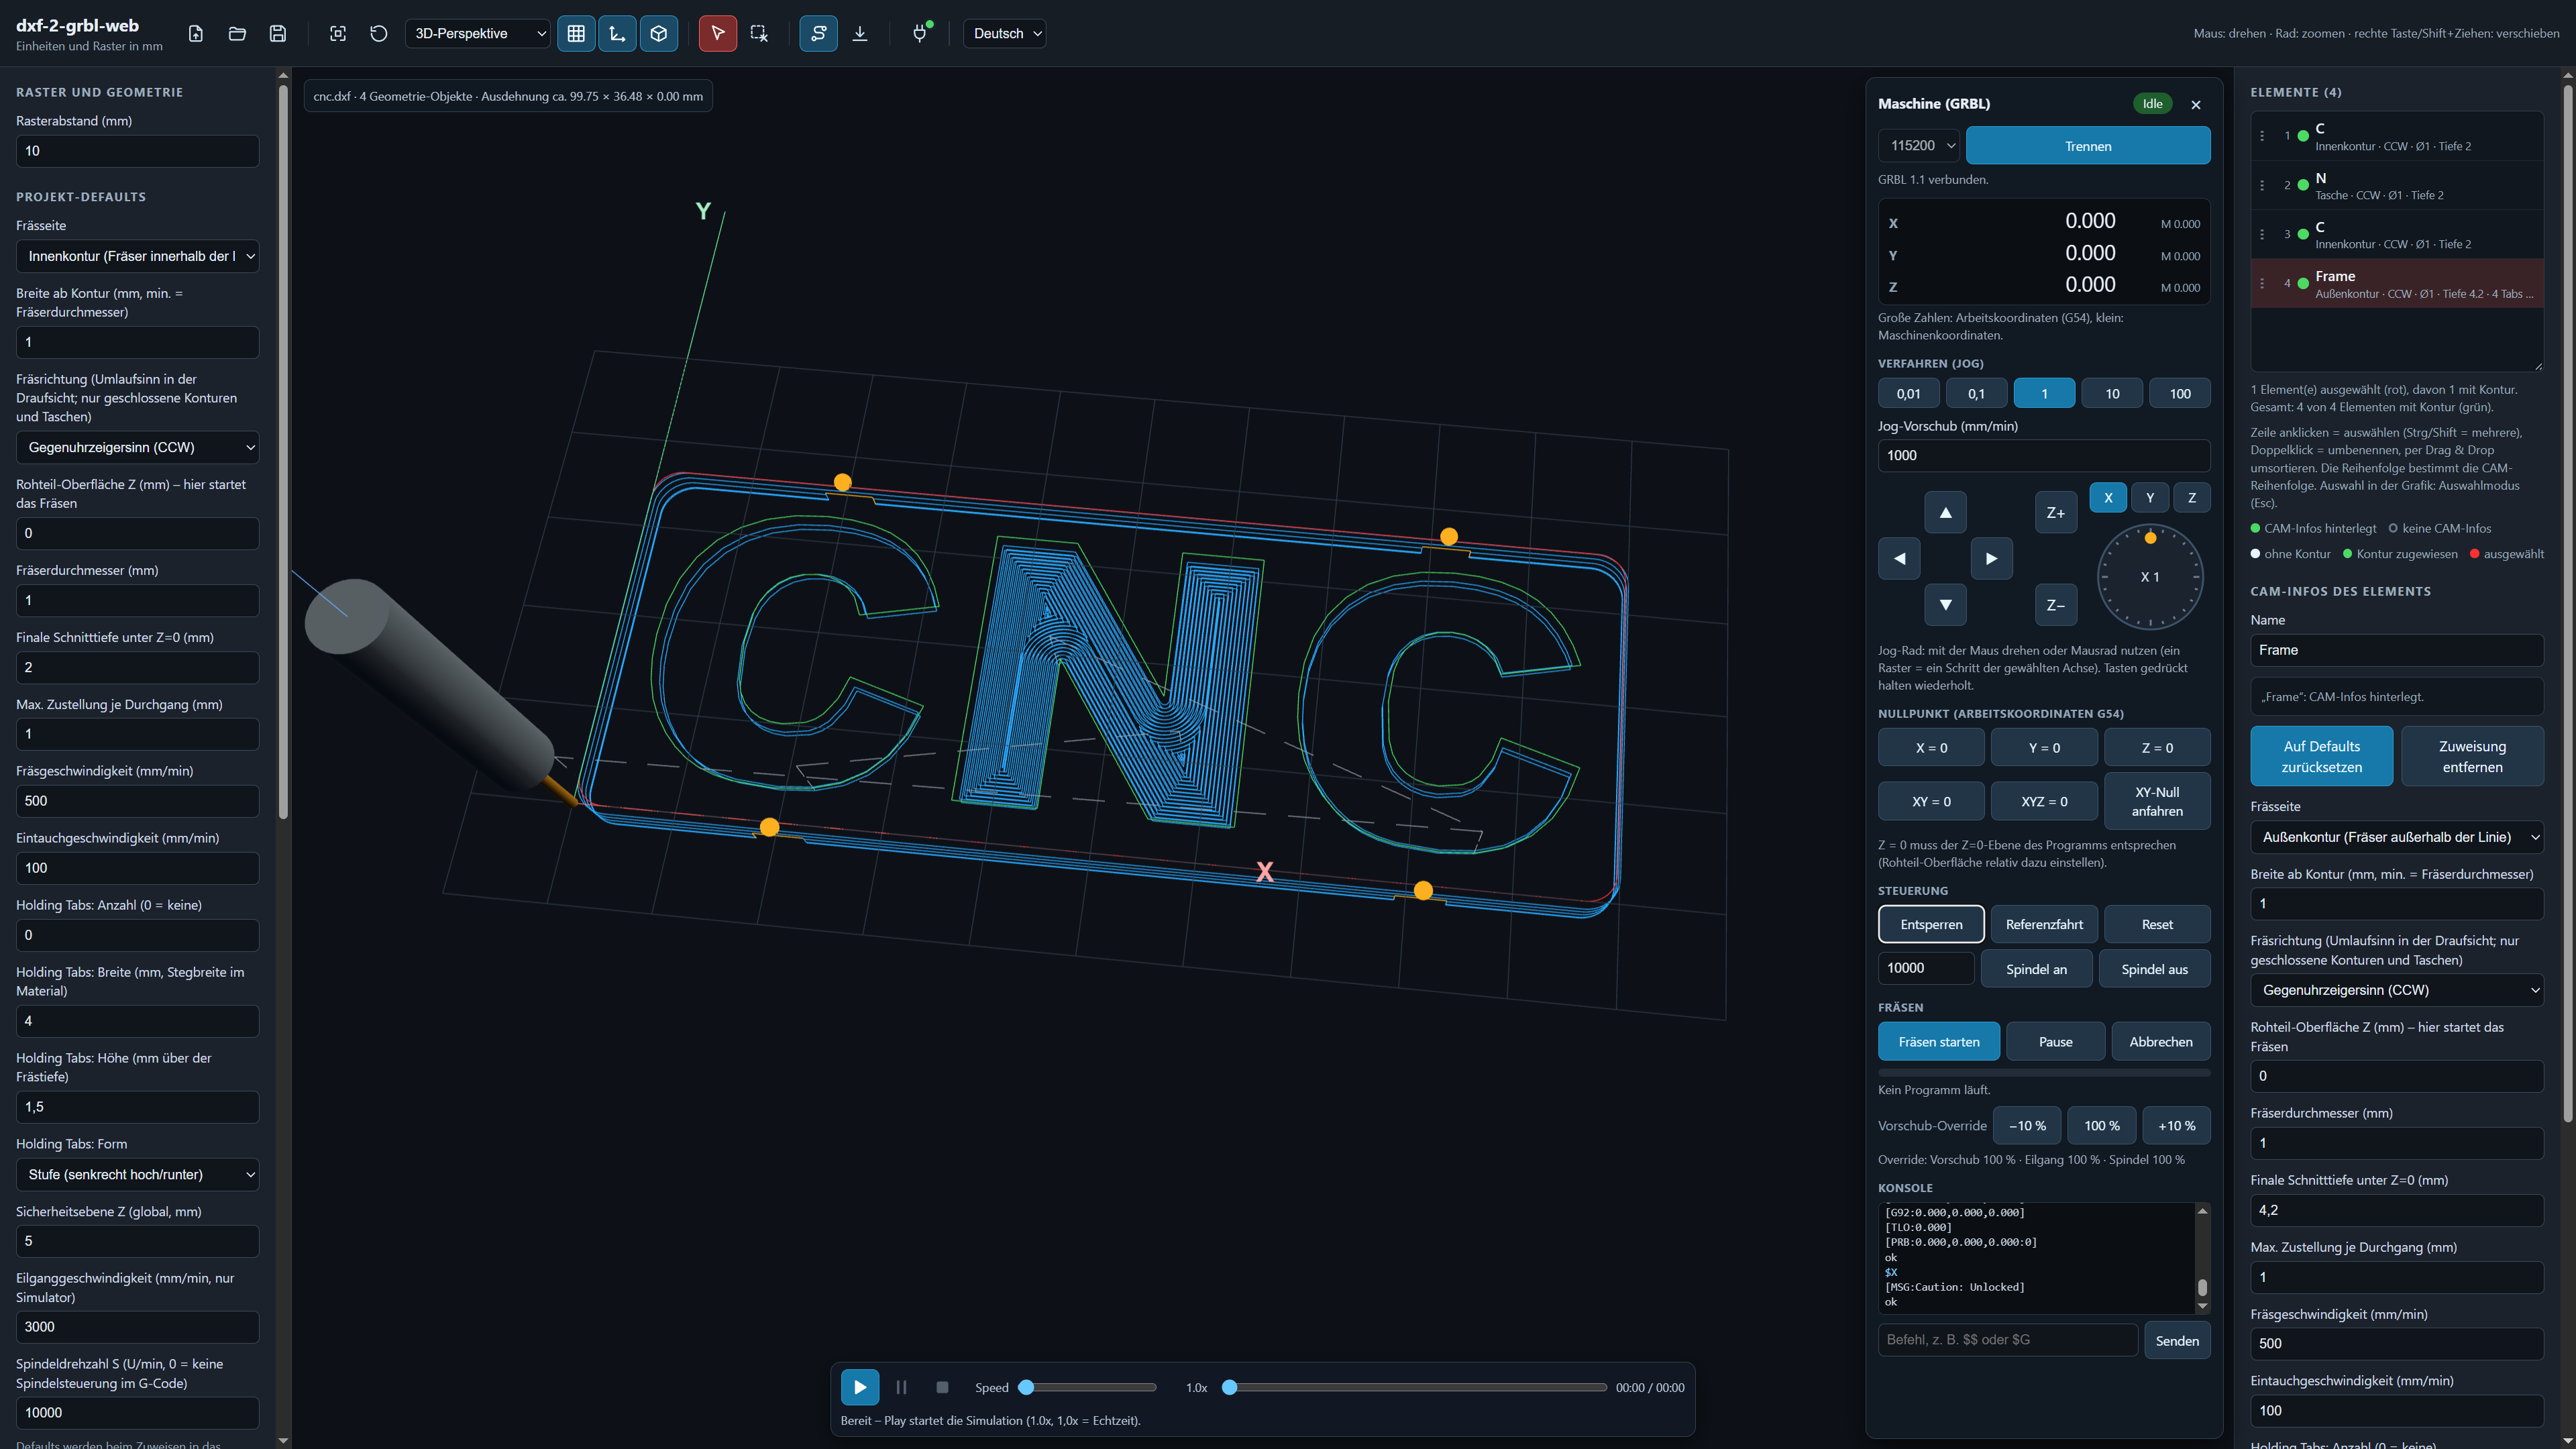 dxf-2-grbl-web
Einheiten und Raster in mm
3D-Perspektive
Deutsch
Maus: drehen · Rad: zoomen · rechte Taste/Shift+Ziehen: verschieben
RASTER UND GEOMETRIE
Rasterabstand (mm)
10
PROJEKT-DEFAULTS
Frässeite
Innenkontur (Fräser innerhalb der l
Breite ab Kontur (mm, min. =
Fräserdurchmesser)
1
Fräsrichtung (Umlaufsinn in der
Draufsicht; nur geschlossene Konturen
und Taschen)
Gegenuhrzeigersinn (CCW)
Rohteil-Oberfläche Z (mm) – hier startet
das Fräsen
0
Fräserdurchmesser (mm)
1
Finale Schnitttiefe unter Z=0 (mm)
2
Max. Zustellung je Durchgang (mm)
1
Fräsgeschwindigkeit (mm/min)
500
Eintauchgeschwindigkeit (mm/min)
100
Holding Tabs: Anzahl (0 = keine)
0
Holding Tabs: Breite (mm, Stegbreite im
Material)
4
Holding Tabs: Höhe (mm über der
Frästiefe)
1,5
Holding Tabs: Form
Stufe (senkrecht hoch/runter)
Sicherheitsebene Z (global, mm)
5
Eilganggeschwindigkeit (mm/min, nur
Simulator)
3000
Spindeldrehzahl S (U/min, 0 = keine
Spindelsteuerung im G-Code)
10000
Defaults werden beim Zuweisen in das
cnc.dxf · 4 Geometrie-Objekte · Ausdehnung ca. 99.75 × 36.48 × 0.00 mm
Y
X
Speed
1.0x
00:00 / 00:00
Bereit – Play startet die Simulation (1.0x, 1,0x = Echtzeit).
Maschine (GRBL)
Idle
115200
Trennen
GRBL 1.1 verbunden.
X 0.000 M 0.000
Y 0.000 M 0.000
Z 0.000 M 0.000
Große Zahlen: Arbeitskoordinaten (G54), klein:
Maschinenkoordinaten.
VERFAHREN (JOG)
0,01 0,1 1 10 100
Jog-Vorschub (mm/min)
1000
X Y Z
Z+
X 1
Z−
Jog-Rad: mit der Maus drehen oder Mausrad nutzen (ein
Raster = ein Schritt der gewählten Achse). Tasten gedrückt
halten wiederholt.
NULLPUNKT (ARBEITSKOORDINATEN G54)
X = 0 Y = 0 Z = 0
XY = 0 XYZ = 0 XY-Null
anfahren
Z = 0 muss der Z=0-Ebene des Programms entsprechen
(Rohteil-Oberfläche relativ dazu einstellen).
STEUERUNG
Entsperren Referenzfahrt Reset
10000 Spindel an Spindel aus
FRÄSEN
Fräsen starten Pause Abbrechen
Kein Programm läuft.
Vorschub-Override −10 % 100 % +10 %
Override: Vorschub 100 % · Eilgang 100 % · Spindel 100 %
KONSOLE
[G92:0.000,0.000,0.000]
[TLO:0.000]
[PRB:0.000,0.000,0.000:0]
ok
$X
[MSG:Caution: Unlocked]
ok
Befehl, z. B. $$ oder $G
Senden
ELEMENTE (4)
1 C
Innenkontur · CCW · Ø1 · Tiefe 2
2 N
Tasche · CCW · Ø1 · Tiefe 2
3 C
Innenkontur · CCW · Ø1 · Tiefe 2
4 Frame
Außenkontur · CCW · Ø1 · Tiefe 4.2 · 4 Tabs ...
1 Element(e) ausgewählt (rot), davon 1 mit Kontur.
Gesamt: 4 von 4 Elementen mit Kontur (grün).
Zeile anklicken = auswählen (Strg/Shift = mehrere),
Doppelklick = umbenennen, per Drag & Drop
umsortieren. Die Reihenfolge bestimmt die CAM-
Reihenfolge. Auswahl in der Grafik: Auswahlmodus
(Esc).
CAM-Infos hinterlegt keine CAM-Infos
ohne Kontur Kontur zugewiesen ausgewählt
CAM-INFOS DES ELEMENTS
Name
Frame
„Frame“: CAM-Infos hinterlegt.
Auf Defaults
zurücksetzen
Zuweisung
entfernen
Frässeite
Außenkontur (Fräser außerhalb der Linie)
Breite ab Kontur (mm, min. = Fräserdurchmesser)
1
Fräsrichtung (Umlaufsinn in der Draufsicht; nur
geschlossene Konturen und Taschen)
Gegenuhrzeigersinn (CCW)
Rohteil-Oberfläche Z (mm) – hier startet das
Fräsen
0
Fräserdurchmesser (mm)
1
Finale Schnitttiefe unter Z=0 (mm)
4,2
Max. Zustellung je Durchgang (mm)
1
Fräsgeschwindigkeit (mm/min)
500
Eintauchgeschwindigkeit (mm/min)
100
Holding Tabs: Anzahl (0 = keine)